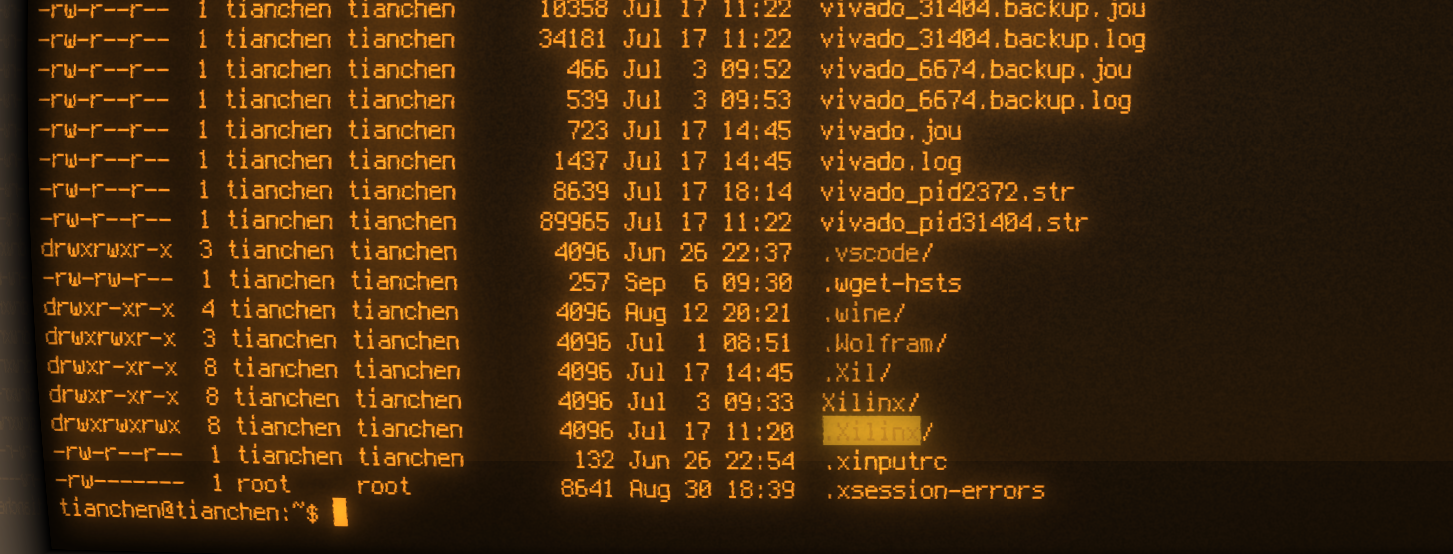 -rw-r--r-- 1 tianchen tianchen 10358 Jul 17 11:22 vivado_31404.backup.jou
-rw-r--r-- 1 tianchen tianchen 34181 Jul 17 11:22 vivado_31404.backup.log
-rw-r--r-- 1 tianchen tianchen 466 Jul 3 09:52 vivado_6674.backup.jou
-rw-r--r-- 1 tianchen tianchen 539 Jul 3 09:53 vivado_6674.backup.log
-rw-r--r-- 1 tianchen tianchen 723 Jul 17 14:45 vivado.jou
-rw-r--r-- 1 tianchen tianchen 1437 Jul 17 14:45 vivado.log
-rw-r--r-- 1 tianchen tianchen 8639 Jul 17 18:14 vivado_pid2372.str
-rw-r--r-- 1 tianchen tianchen 89965 Jul 17 11:22 vivado_pid31404.str
drwxrwxr-x 3 tianchen tianchen 4096 Jun 26 22:37 .vscode/
-rw-rw-r-- 1 tianchen tianchen 257 Sep 6 09:30 .wget-hsts
drwxr-xr-x 4 tianchen tianchen 4096 Aug 12 20:21 .wine/
drwxrwxr-x 3 tianchen tianchen 4096 Jul 1 08:51 .Wolfram/
drwxr-xr-x 8 tianchen tianchen 4096 Jul 17 14:45 .Xil/
drwxr-xr-x 8 tianchen tianchen 4096 Jul 3 09:33 Xilinx/
drwxrwxrwx 8 tianchen tianchen 4096 Jul 17 11:20 .Xilinx/
-rw-r--r-- 1 tianchen tianchen 132 Jun 26 22:54 .xinputrc
-rw------- 1 root root 8641 Aug 30 18:39 .xsession-errors
tianchen@tianchen:~$